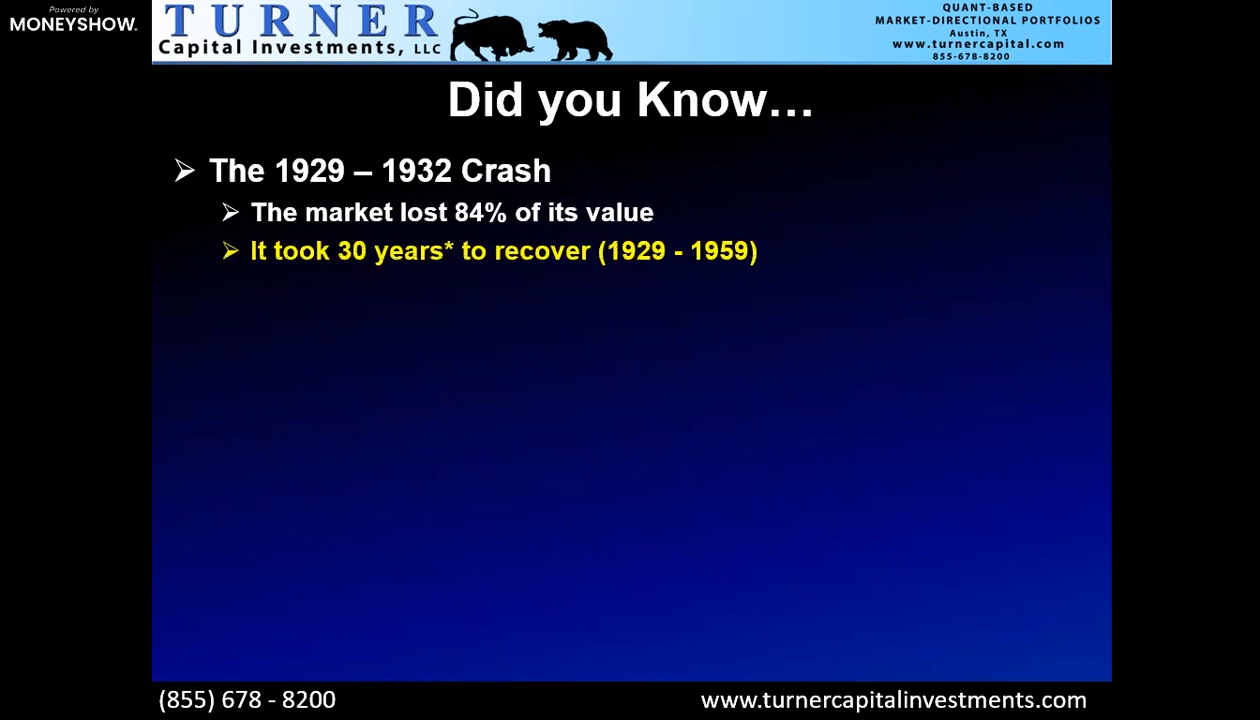 Powered by
MONEYSHOW.
TURNER
Capital Investments, LLC
QUANT-BASED
MARKET-DIRECTIONAL PORTFOLIOS
Austin, TX
www.turnercapital.com
855-678-8200
Did you Know…
➢ The 1929 – 1932 Crash
➢ The market lost 84% of its value
➢ It took 30 years* to recover (1929 - 1959)
(855) 678 - 8200
www.turnercapitalinvestments.com